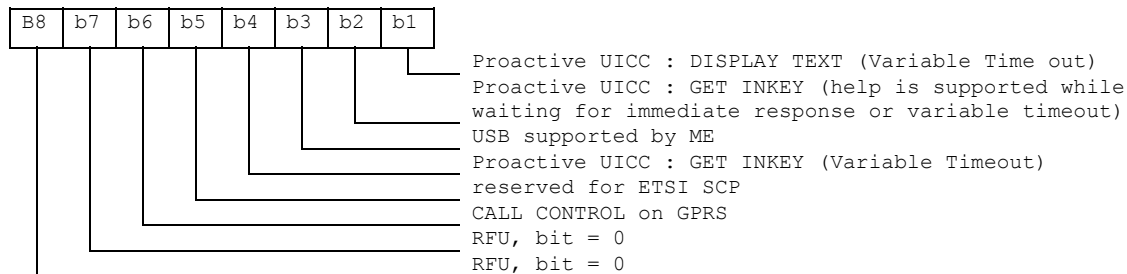 B8 b7 b6 b5 b4 b3 b2 b1
Proactive UICC : DISPLAY TEXT (Variable Time out)
Proactive UICC : GET INKEY (help is supported while
waiting for immediate response or variable timeout)
USB supported by ME
Proactive UICC : GET INKEY (Variable Timeout)
reserved for ETSI SCP
CALL CONTROL on GPRS
RFU, bit = 0
RFU, bit = 0